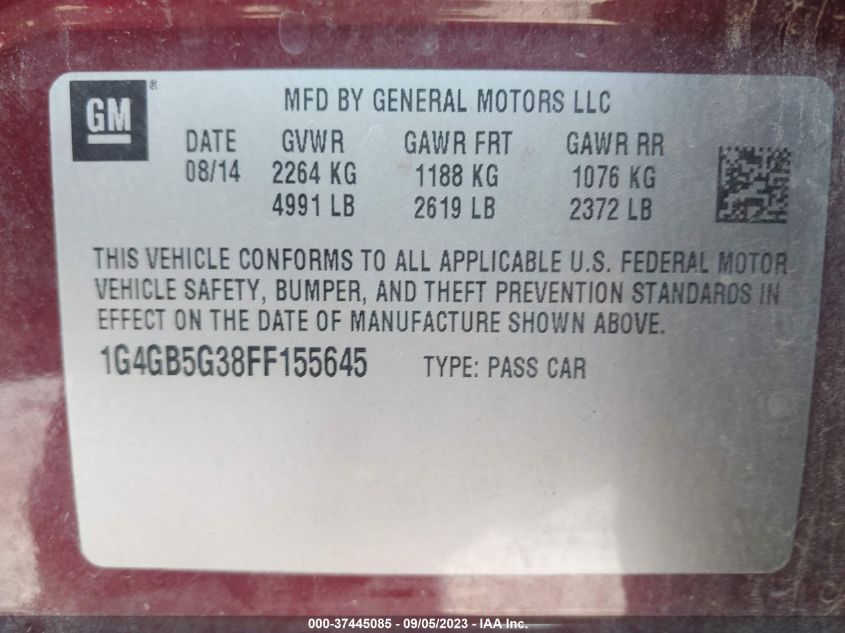 GM ®
MFD BY GENERAL MOTORS LLC
DATE GVWR GAWR FRT GAWR RR
08/14 2264 KG 1188 KG 1076 KG
4991 LB 2619 LB 2372 LB
THIS VEHICLE CONFORMS TO ALL APPLICABLE U.S. FEDERAL MOTOR
VEHICLE SAFETY, BUMPER, AND THEFT PREVENTION STANDARDS IN
EFFECT ON THE DATE OF MANUFACTURE SHOWN ABOVE.
1G4GB5G38FF155645 TYPE: PASS CAR
000-37445085 - 09/05/2023 - IAA Inc.